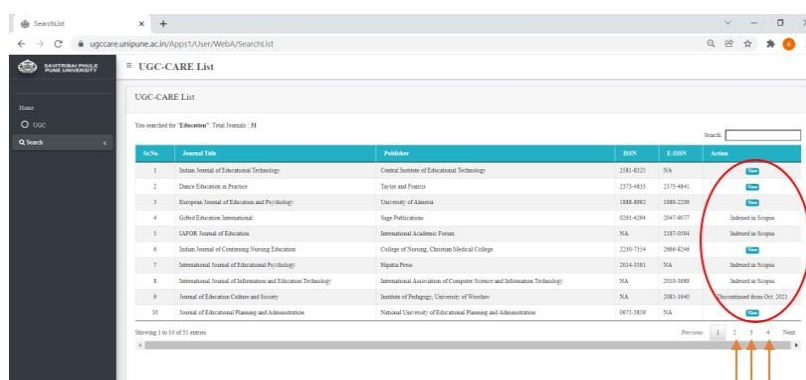 SearchList
ugccare.unipune.ac.in/Apps1/User/WebA/SearchList
SAVITRIBAI PHULE
PUNE UNIVERSITY
UGC-CARE List
Home
UGC
Search
UGC-CARE List
You searched for "Education". Total Journals : 31
Search:
Sr.No. Journal Title Publisher ISSN E-ISSN Action
1 Indian Journal of Educational Technology Central Institute of Educational Technology 2581-8325 NA View
2 Dance Education in Practice Taylor and Francis 2373-4833 2373-4841 View
3 European Journal of Education and Psychology University of Almeria 1888-8992 1989-2209 View
4 Gifted Education International Sage Publications 0261-4294 2047-9077 Indexed in Scopus
5 IAFOR Journal of Education International Academic Forum NA 2187-0594 Indexed in Scopus
6 Indian Journal of Continuing Nursing Education College of Nursing, Christian Medical College 2230-7354 2666-8246 View
7 International Journal of Educational Psychology Hipatia Press 2014-3591 NA Indexed in Scopus
8 International Journal of Information and Education Technology International Association of Computer Science and Information Technology NA 2010-3689 Indexed in Scopus
9 Journal of Education Culture and Society Institute of Pedagogy, University of Wroclaw NA 2081-1640 Discontinued from Oct. 2021
10 Journal of Educational Planning and Administration National University of Educational Planning and Administration 0971-3859 NA View
Showing 1 to 10 of 31 entries
Previous 1 2 3 4 Next